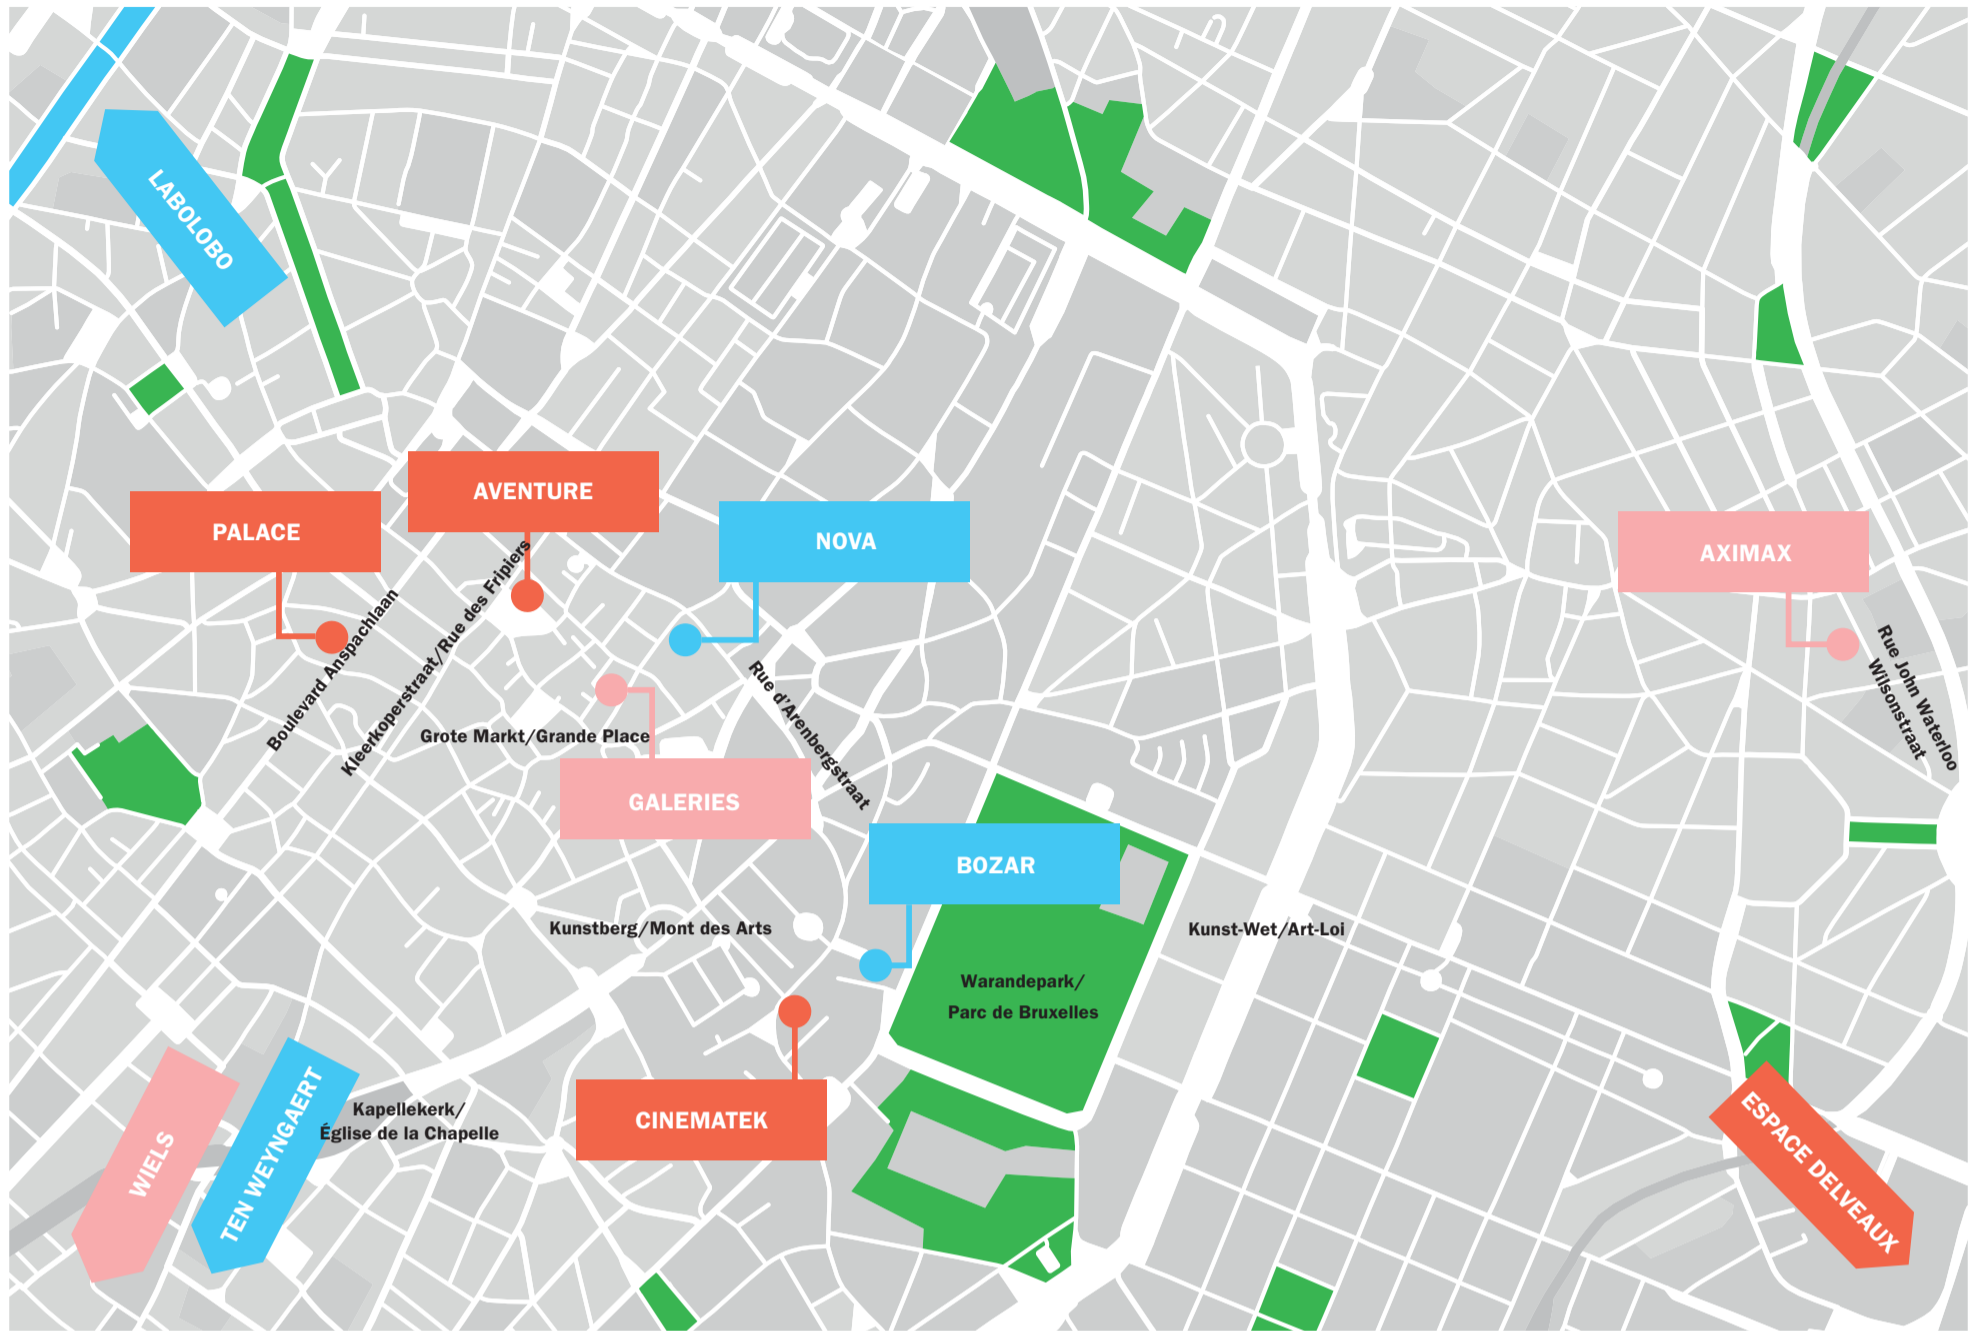 LABOLOBO
AVENTURE
PALACE
NOVA
AXIMAX
Boulevard Anspachlaan
Kleerkoperstraat/Rue des Fripiers
Rue d'Arenbergstraat
Rue John Waterloo
Wilsonstraat
Grote Markt/Grande Place
GALERIES
BOZAR
Kunstberg/Mont des Arts
Kunst-Wet/Art-Loi
Warandepark/
Parc de Bruxelles
CINEMATEK
Kapellekerk/
Église de la Chapelle
WIELS
TEN WEYNGAERT
ESPACE DELVEAUX